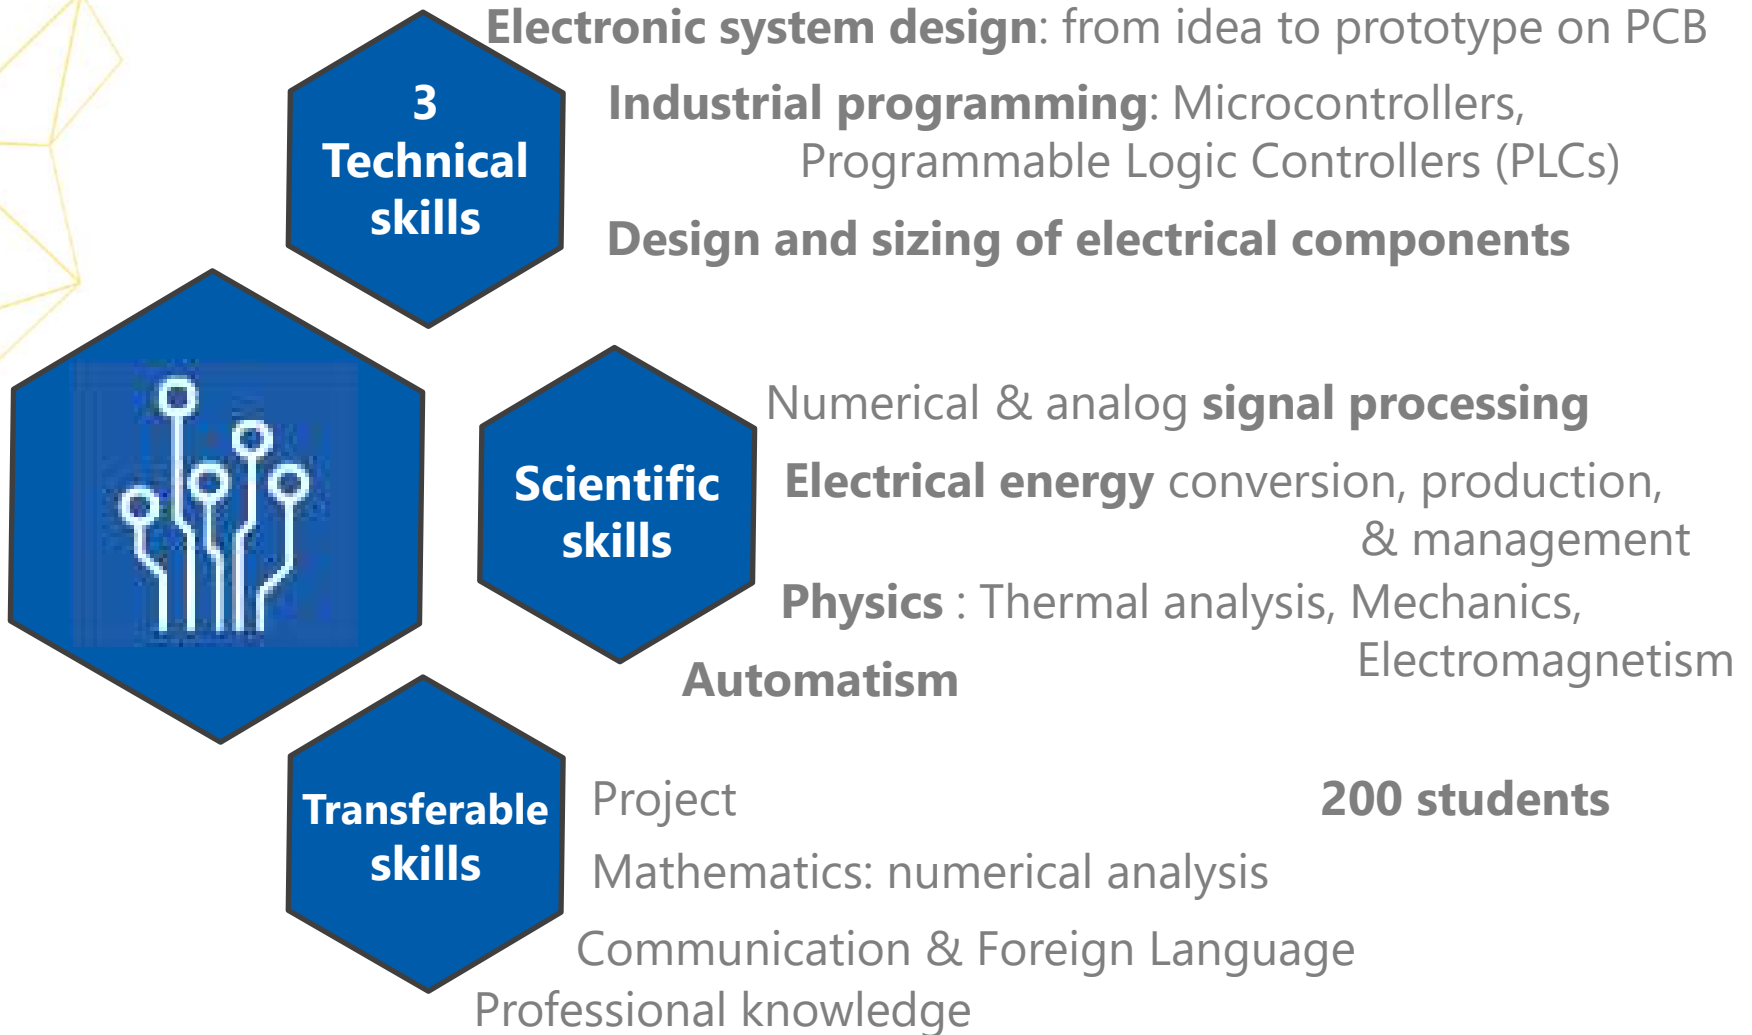 3
Technical
skills
Electronic system design: from idea to prototype on PCB
Industrial programming: Microcontrollers,
Programmable Logic Controllers (PLCs)
Design and sizing of electrical components
Scientific
skills
Numerical & analog signal processing
Electrical energy conversion, production,
& management
Physics : Thermal analysis, Mechanics,
Electromagnetism
Automatism
Transferable
skills
Project
200 students
Mathematics: numerical analysis
Communication & Foreign Language
Professional knowledge